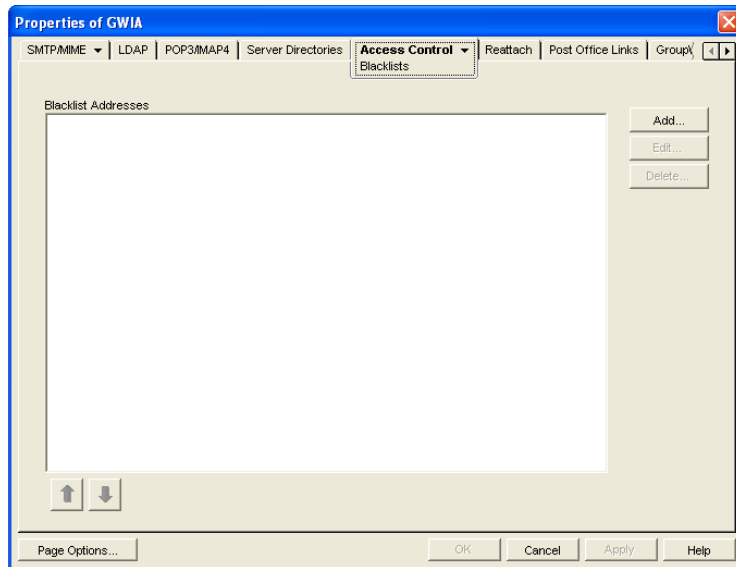 Properties of GWIA
SMTP/MIME LDAP POP3/IMAP4 Server Directories Access Control Reattach Post Office Links
Blacklists
Blacklist Addresses
Add...
Edit...
Delete...
Page Options... OK Cancel Apply Help